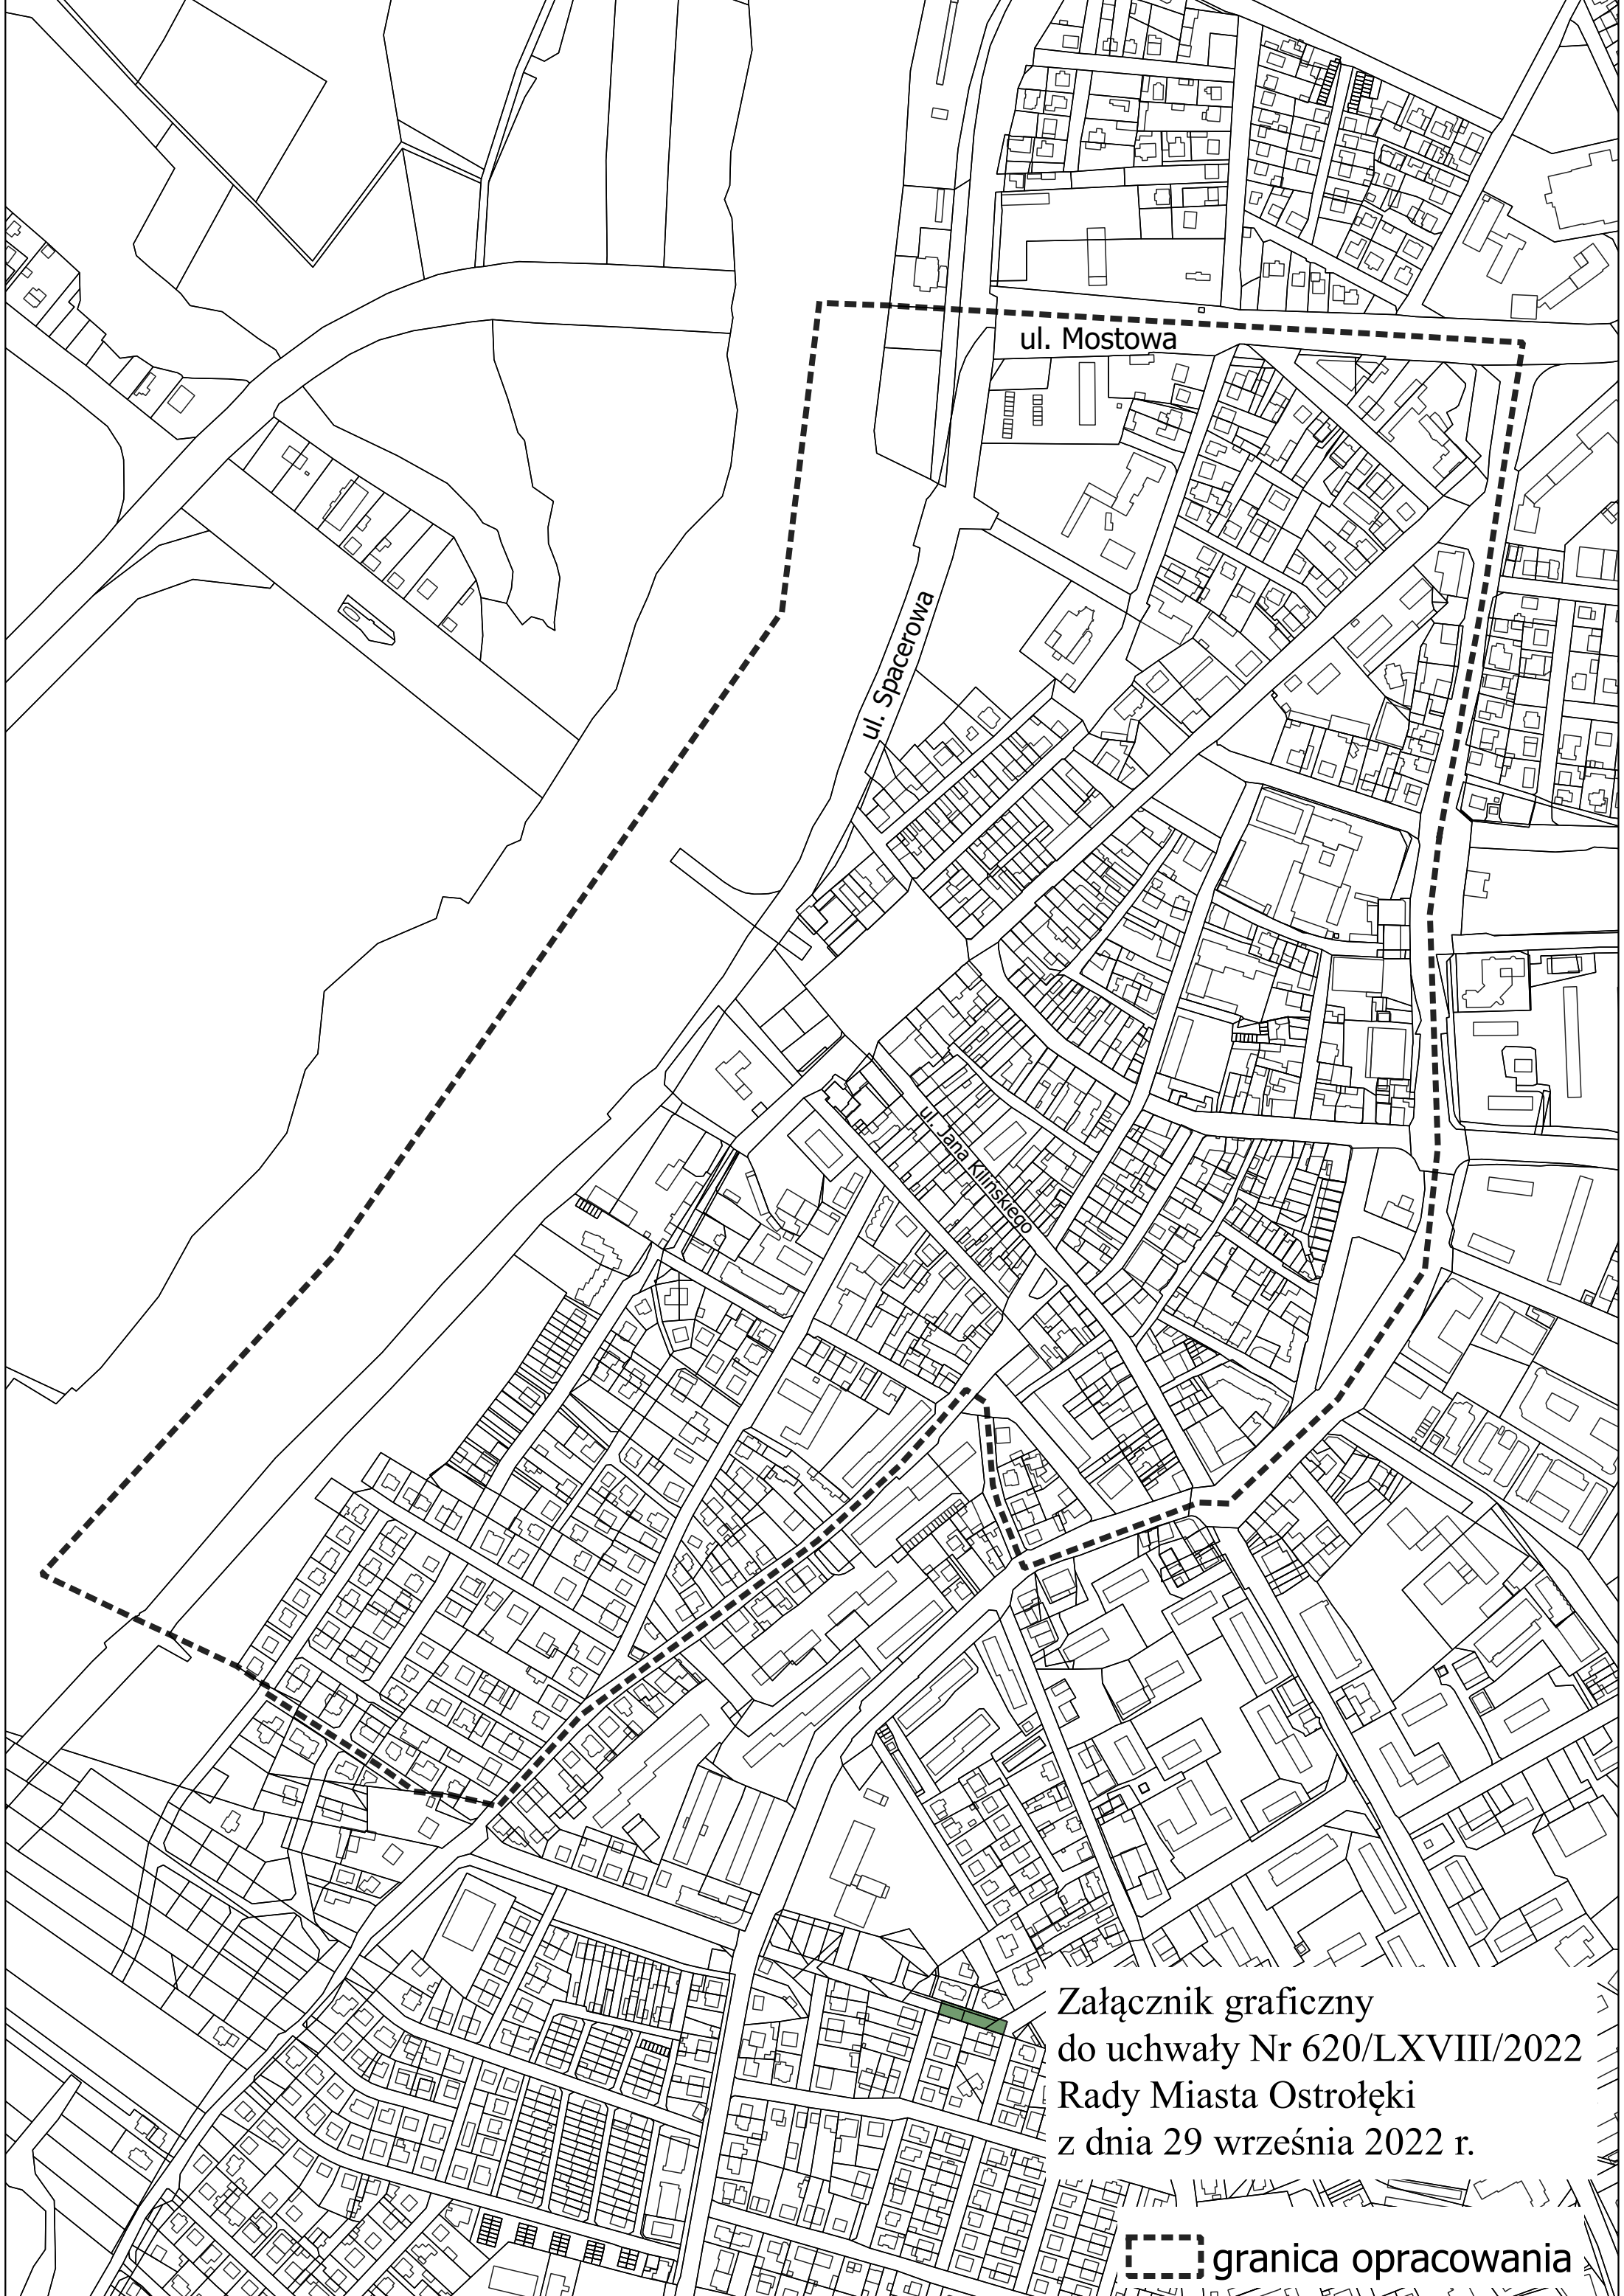 ul. Mostowa
ul. Spacerowa
ul. Jana Kilińskiego
Załącznik graficzny
do uchwały Nr 620/LXVIII/2022
Rady Miasta Ostrołęki
z dnia 29 września 2022 r.
granica opracowania